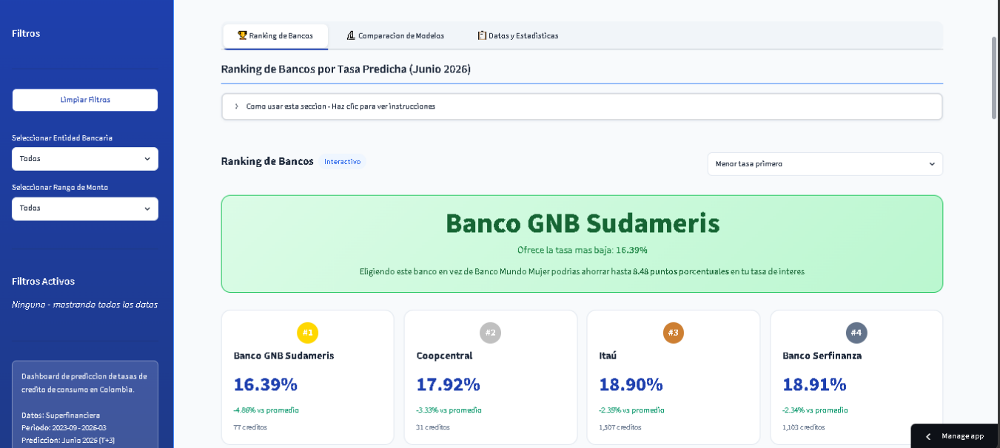 Filtros
Limpiar Filtros
Seleccionar Entidad Bancaria
Todas
Seleccionar Rango de Monto
Todos
Filtros Activos
Ninguno - mostrando todos los datos
Dashboard de prediccion de tasas de
credito de consumo en Colombia.
Datos: Superfinanciera
Periodo: 2023-09 - 2026-03
Prediccion: Junio 2026 (T+3)
Ranking de Bancos
Comparacion de Modelos
Datos y Estadisticas
Ranking de Bancos por Tasa Predicha (Junio 2026)
Como usar esta seccion - Haz clic para ver instrucciones
Ranking de Bancos Interactivo
Menor tasa primero
Banco GNB Sudameris
Ofrece la tasa mas baja: 16.39%
Eligiendo este banco en vez de Banco Mundo Mujer podrias ahorrar hasta 8.48 puntos porcentuales en tu tasa de interes
#1
Banco GNB Sudameris
16.39%
-4.86% vs promedio
77 creditos
#2
Coopcentral
17.92%
-3.33% vs promedio
31 creditos
#3
Itaú
18.90%
-2.35% vs promedio
1,507 creditos
#4
Banco Serfinanza
18.91%
-2.34% vs promedio
1,103 creditos
Manage app